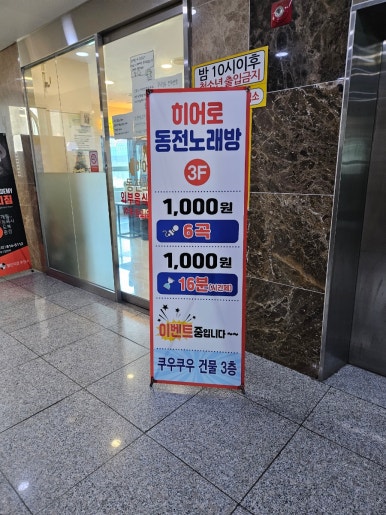 밤 10시이후
청소년 출입금지
히어로
동전노래방
3F
1,000원
6곡
1,000원
16분
이벤트중입니다~~
쿠우쿠우 건물 3층